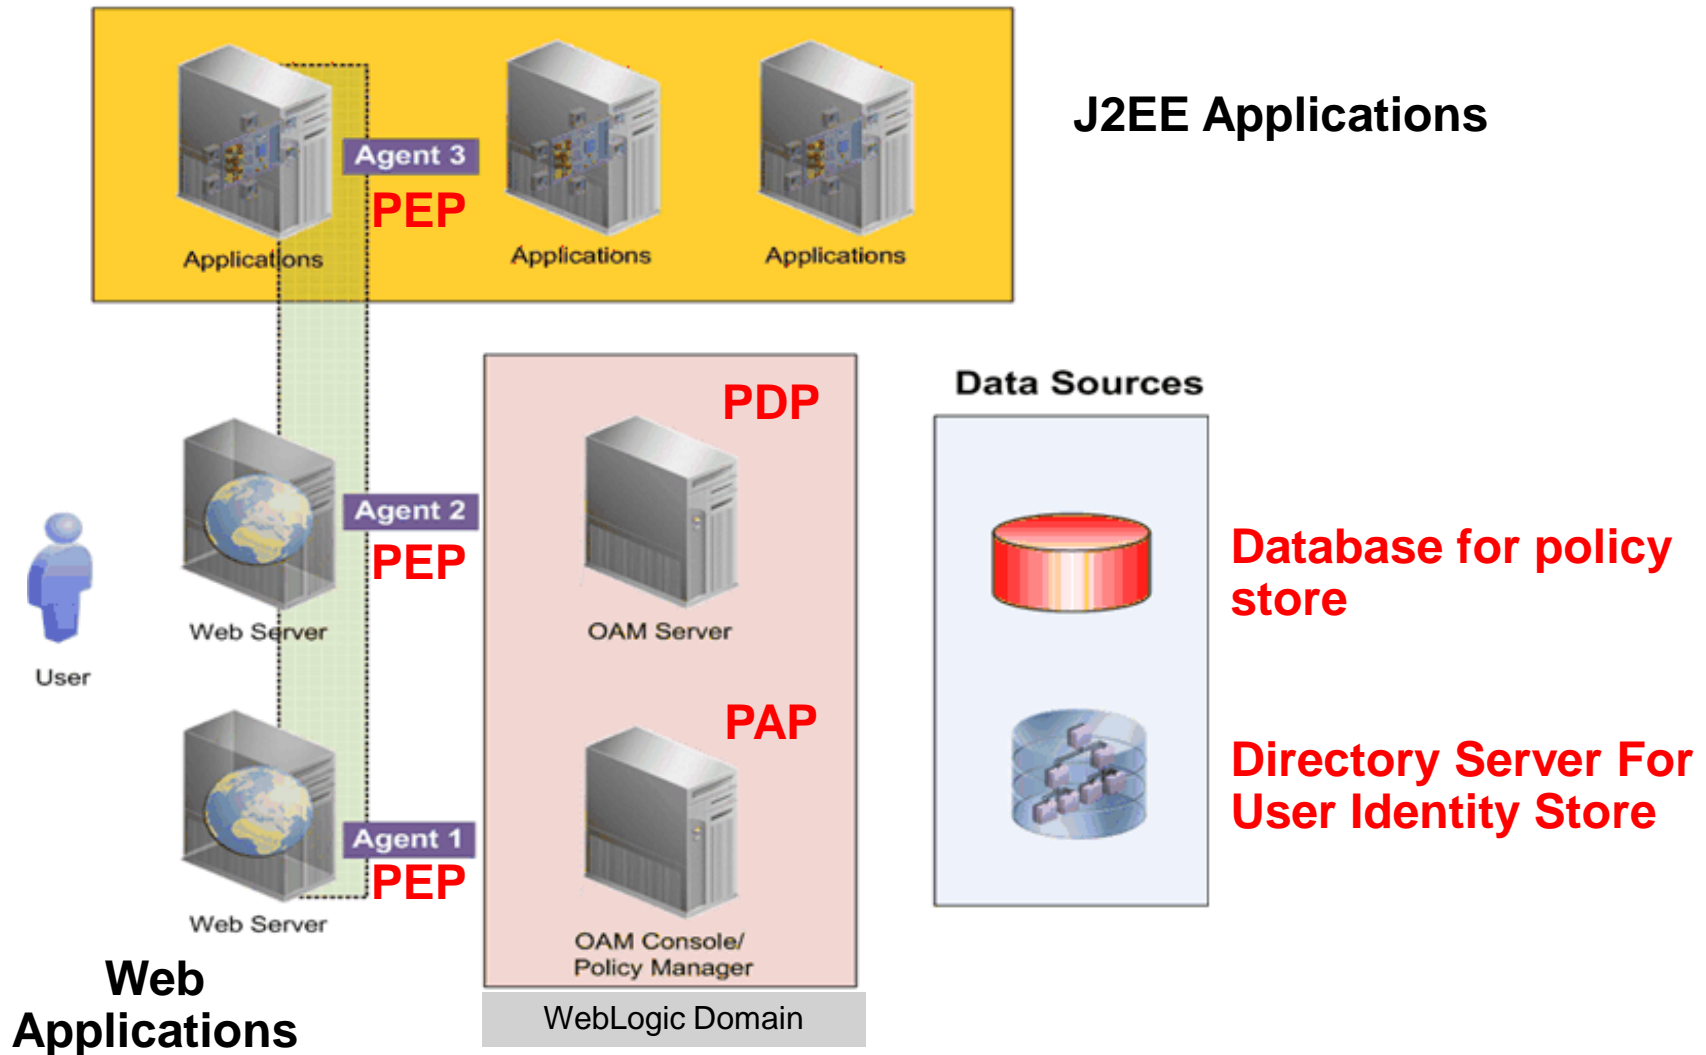 J2EE Applications
Agent 3
PEP
Applications
Applications
Applications
PDP
Data Sources
Agent 2
PEP
Database for policy
store
Web Server
OAM Server
User
PAP
Directory Server For
User Identity Store
Agent 1
PEP
Web Server
OAM Console/
Policy Manager
Web
Applications
WebLogic Domain